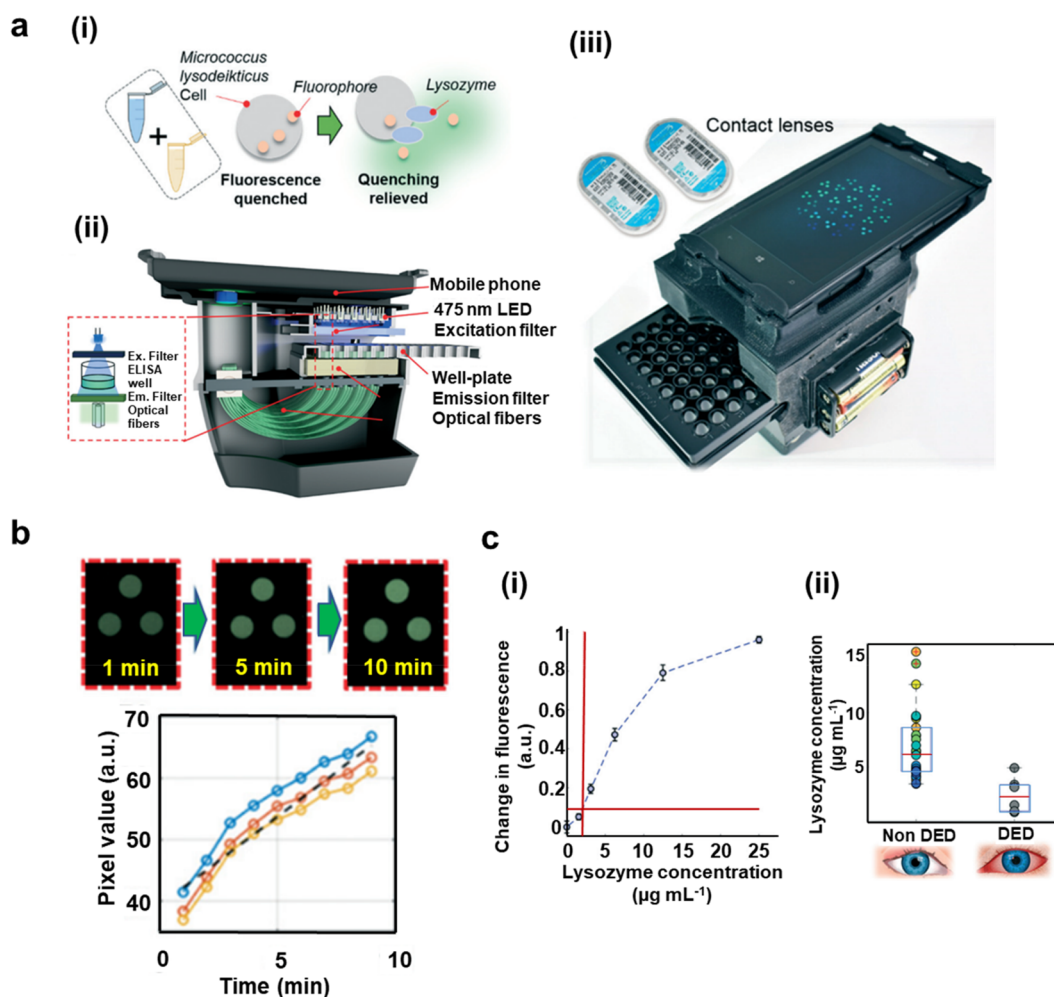 a
(i)
Micrococcus
lysodeikticus
Cell
Fluorophore
Lysozyme
+
Fluorescence
quenched
Quenching
relieved
(ii)
Mobile phone
475 nm LED
Excitation filter
Well-plate
Emission filter
Optical fibers
Ex. Filter
ELISA
well
Em. Filter
Optical
fibers
(iii)
Contact lenses
b
1 min
5 min
10 min
Pixel value (a.u.)
70
60
50
40
0
5
10
Time (min)
c
(i)
Change in fluorescence
(a.u.)
1
0.8
0.6
0.4
0.2
0
0
5
10
15
20
25
Lysozyme concentration
(µg mL-1)
(ii)
Lysozyme concentration
(µg mL-1)
15
10
5
Non DED
DED